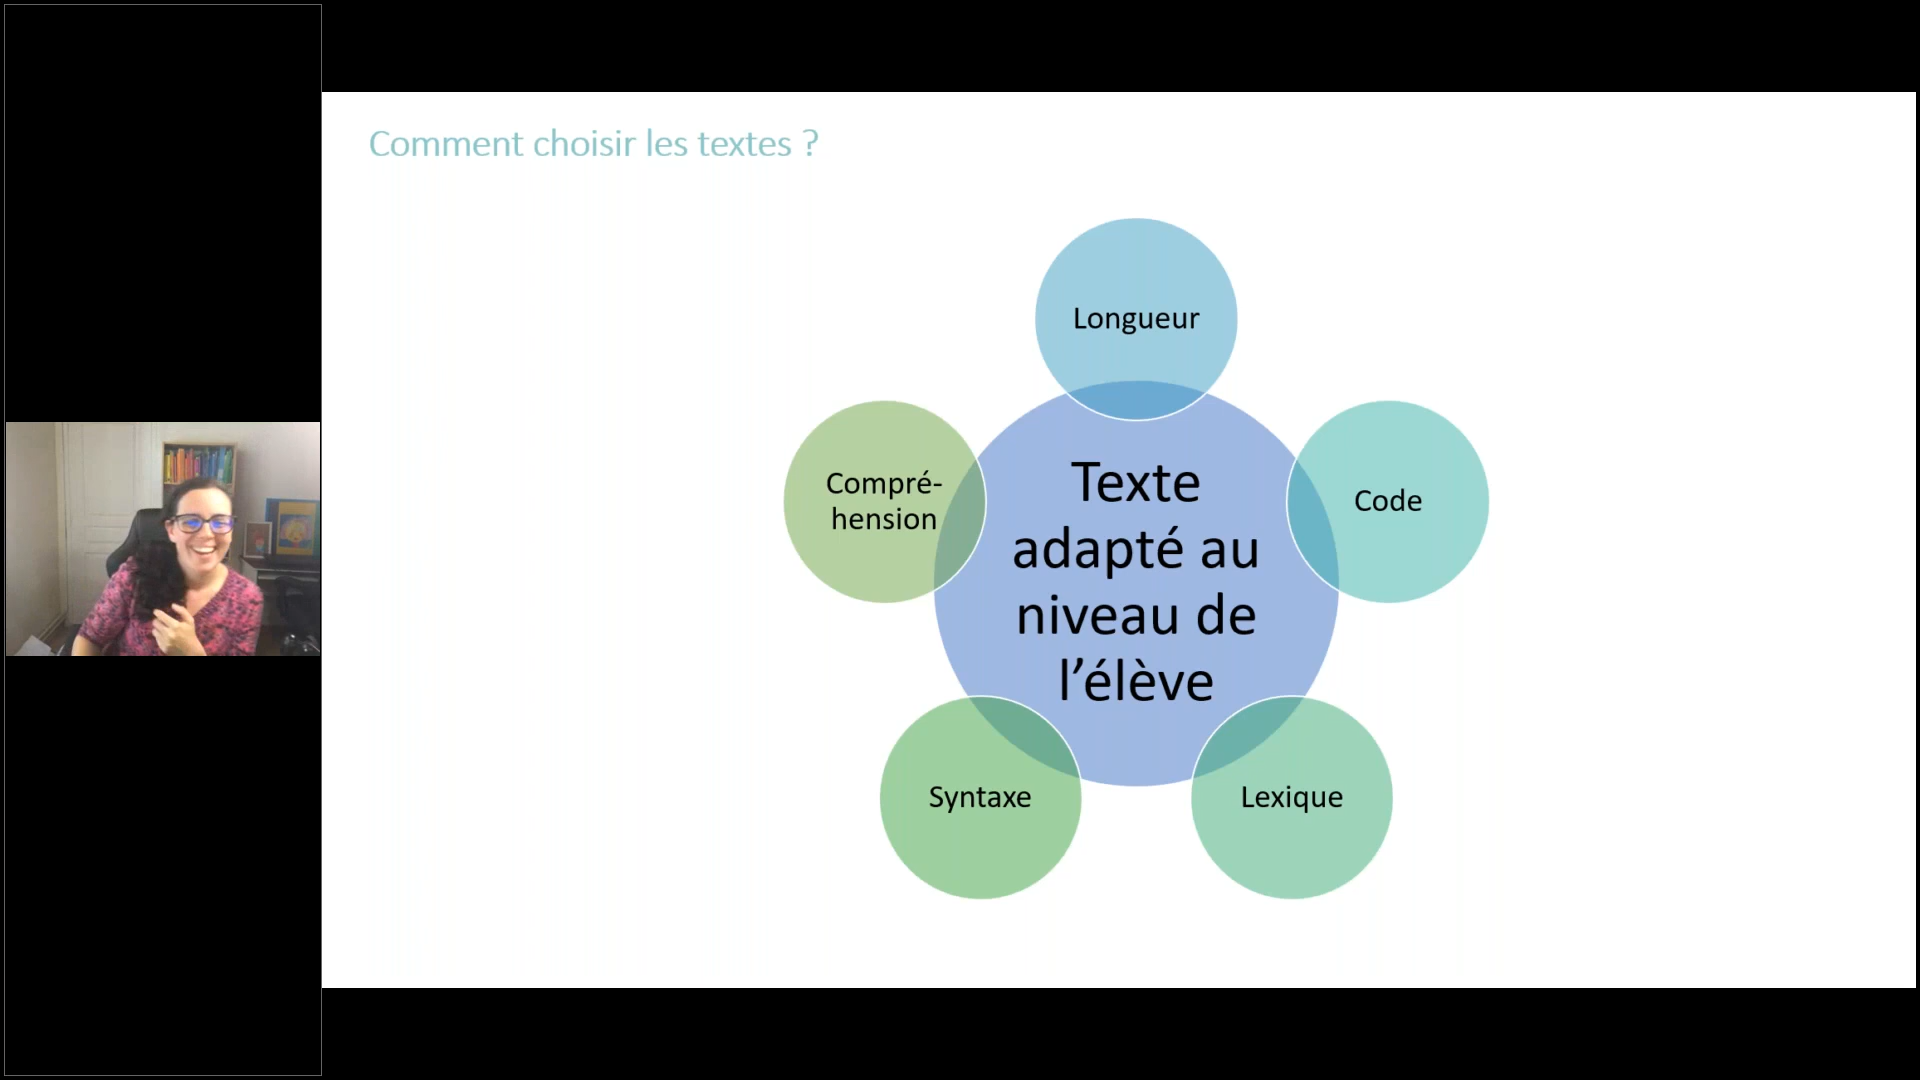 Comment choisir les textes ?
Longueur
Compré-
hension
Code
Texte
adapté au
niveau de
l’élève
Syntaxe
Lexique